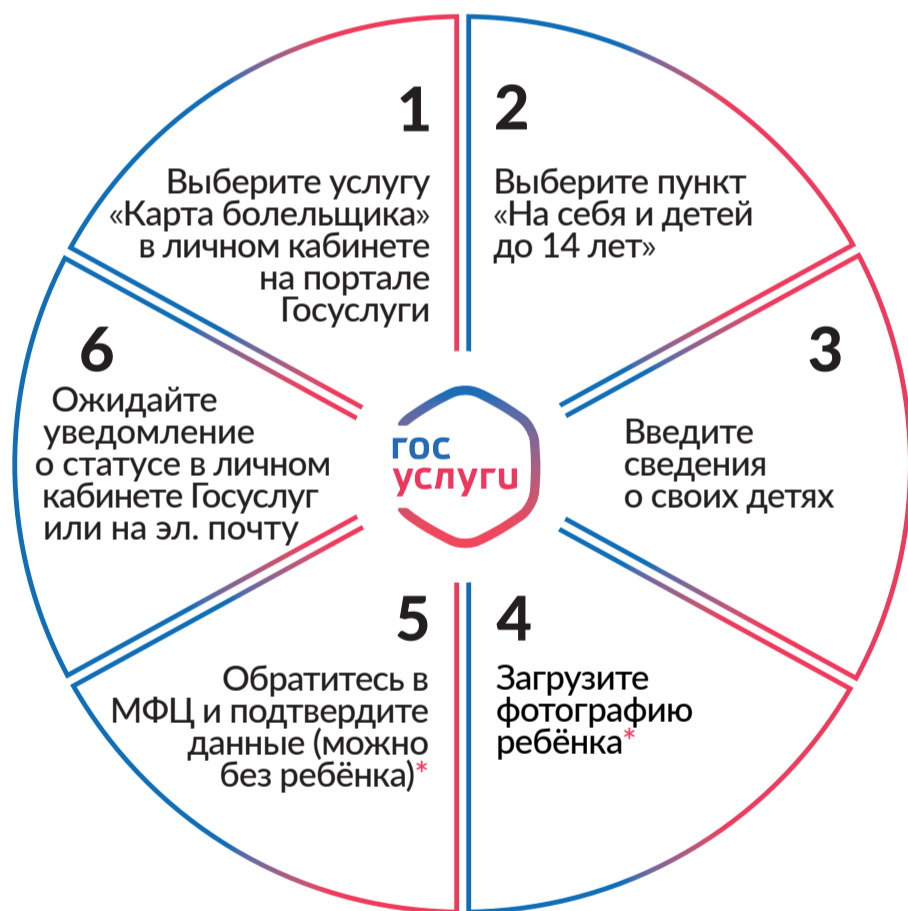 1
Выберите услугу
«Карта болельщика»
в личном кабинете
на портале
Госуслуги
2
Выберите пункт
«На себя и детей
до 14 лет»
3
Введите
сведения
о своих детях
4
Загрузите
фотографию
ребёнка*
5
Обратитесь в
МФЦ и подтвердите
данные (можно
без ребёнка)*
6
Ожидайте
уведомление
о статусе в личном
кабинете Госуслуг
или на эл. почту
гос
услуги